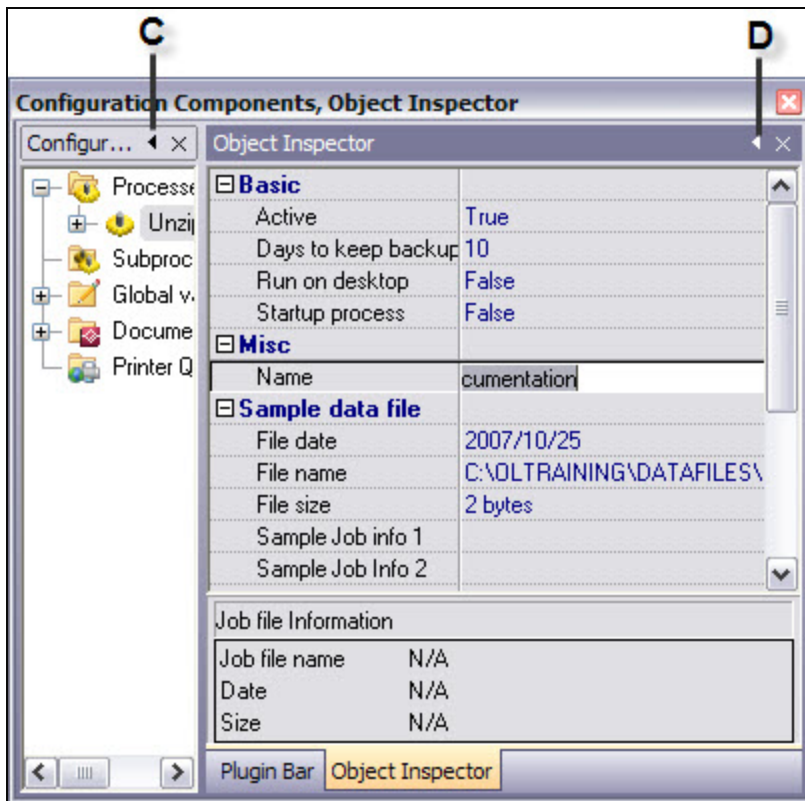 C D
Configuration Components, Object Inspector
Configur...
Processe
Unzip
Subproc
Global va
Docume
Printer Q
Object Inspector
Basic
Active True
Days to keep backup 10
Run on desktop False
Startup process False
Misc
Name cumentation
Sample data file
File date 2007/10/25
File name C:\OLTRAINING\DATAFILES\
File size 2 bytes
Sample Job info 1
Sample Job Info 2
Job file Information
Job file name N/A
Date N/A
Size N/A
Plugin Bar Object Inspector